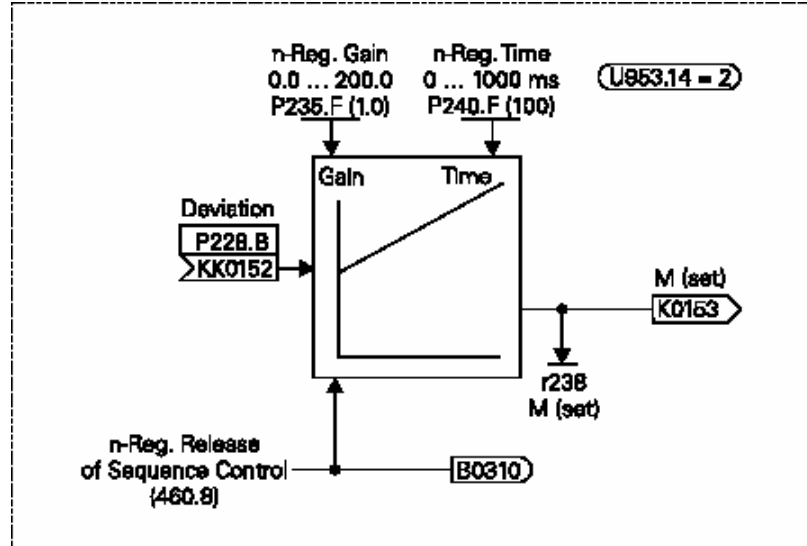 n-Reg. Gain
0.0 ... 200.0
P235.F (1.0)
n-Reg. Time
0 ... 1000 ms
P240.F (100)
U953.14 = 2
Gain
Time
Deviation
P228.B
KK0152
M (set)
K0153
r238
M (set)
n-Reg. Release
of Sequence Control
(460.8)
B0310